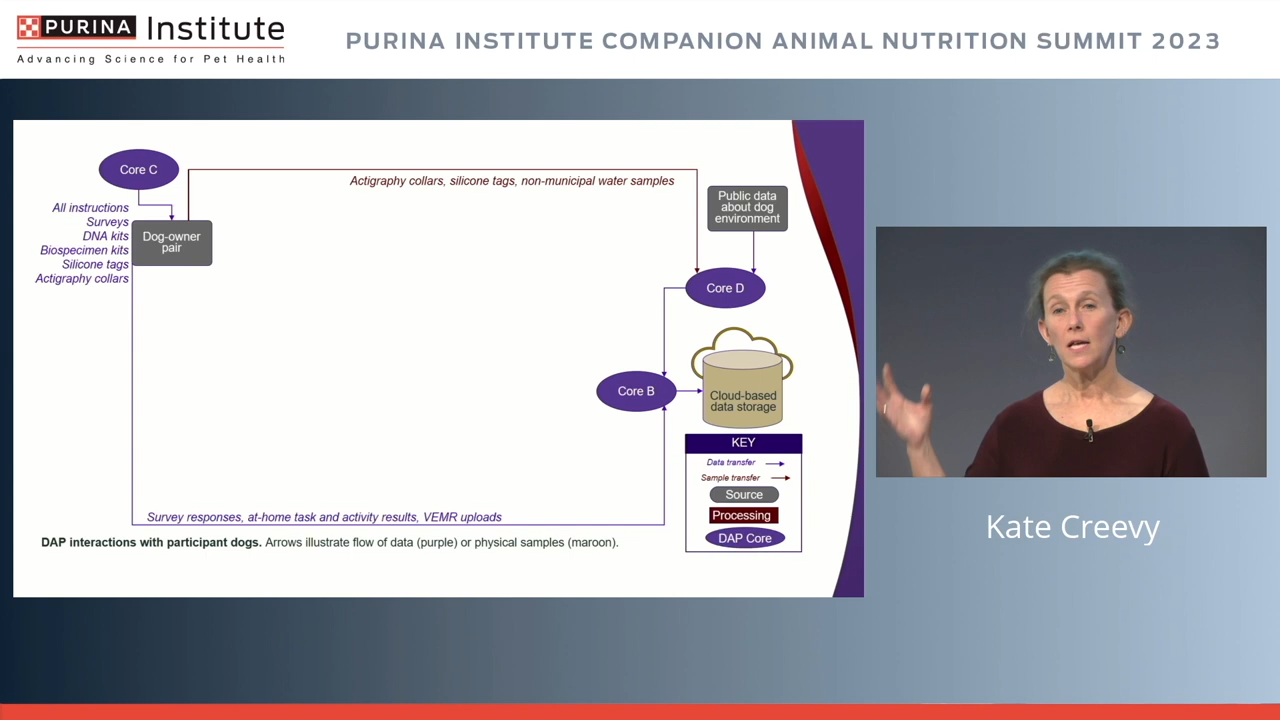 PURINA Institute
Advancing Science for Pet Health
PURINA INSTITUTE COMPANION ANIMAL NUTRITION SUMMIT 2023
Core C
All instructions
Surveys
DNA kits
Biospecimen kits
Silicone tags
Actigraphy collars
Dog-owner
pair
Actigraphy collars, silicone tags, non-municipal water samples
Public data
about dog
environment
Core D
Core B
Cloud-based
data storage
KEY
Data transfer
Sample transfer
Source
Processing
DAP Core
Survey responses, at-home task and activity results, VEMR uploads
DAP interactions with participant dogs. Arrows illustrate flow of data (purple) or physical samples (maroon).
Kate Creevy